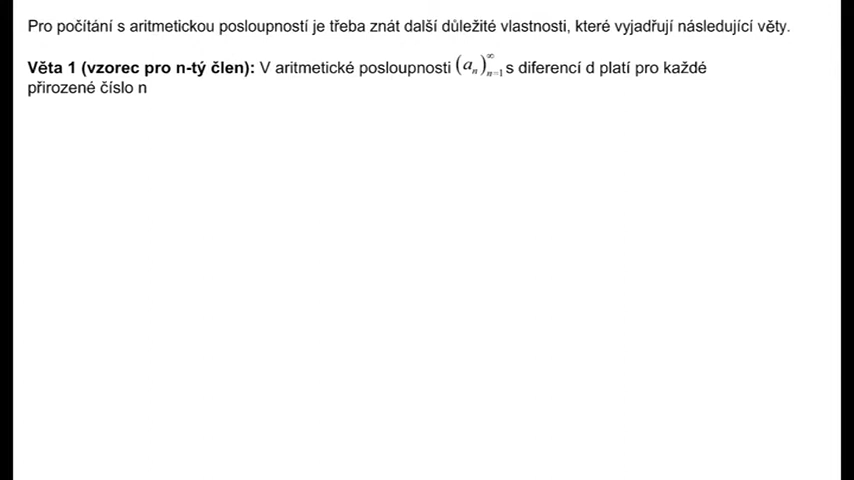 Pro počítání s aritmetickou posloupností je třeba znát další důležité vlastnosti, které vyjadřují následující věty.
Věta 1 (vzorec pro n-tý člen): V aritmetické posloupnosti (aₙ)ₙ₌₁^∞ s diferencí d platí pro každé
přirozené číslo n